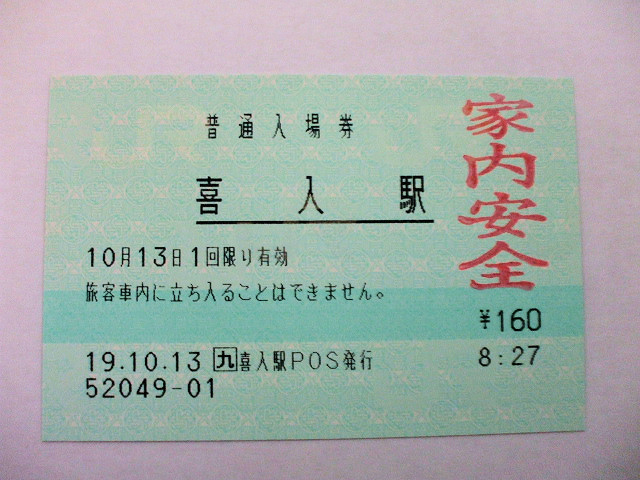 普通入場券
喜入駅
家内安全
10月13日1回限り有効
旅客車内に立ち入ることはできません。
¥160
19.10.13 九喜入駅POS発行
8:27
52049-01